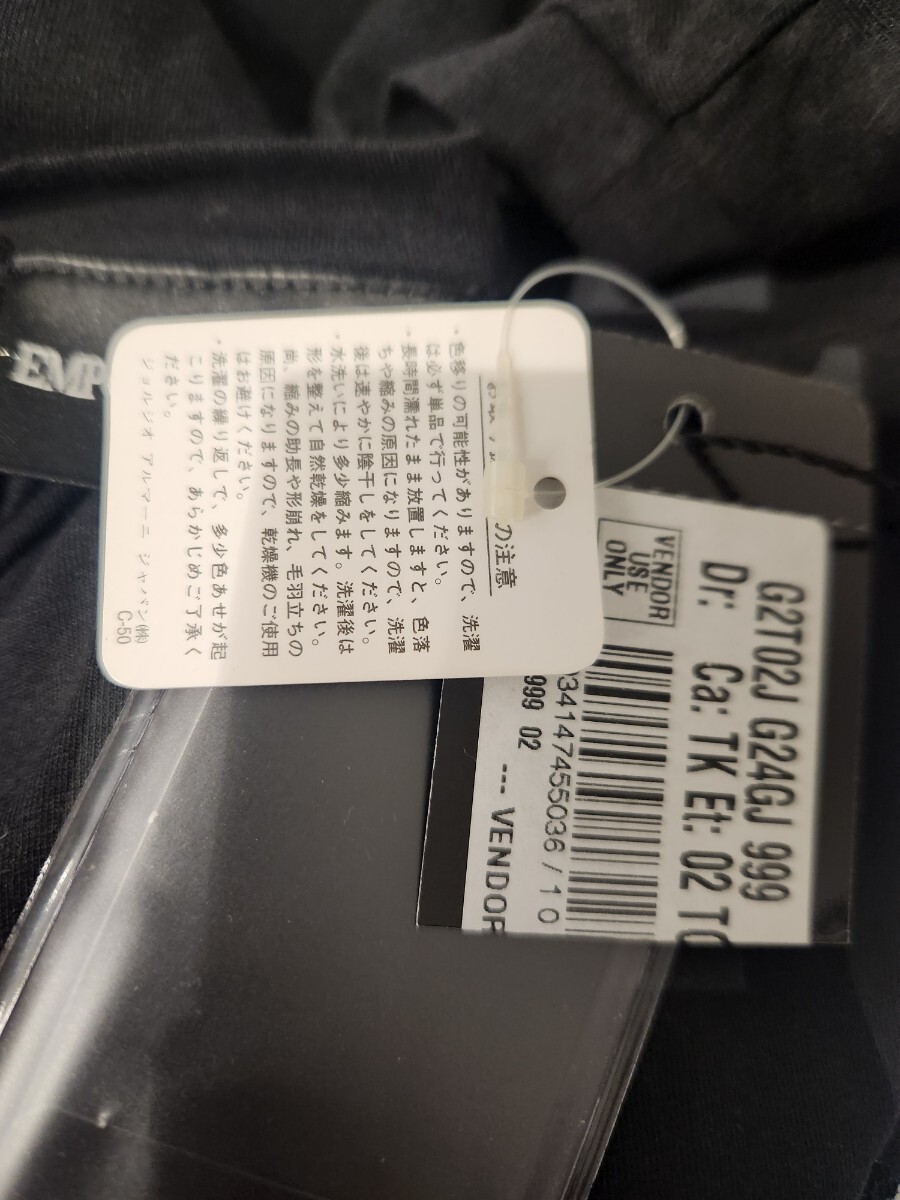 の注意
・色移りの可能性がありますので、洗濯
は必ず単品で行ってください。
・長時間濡れたまま放置しますと、色落
ちや縮みの原因になりますので、洗濯
後は速やかに陰干しをしてください。
・水洗いにより多少縮みます。洗濯後は
形を整えて自然乾燥をしてください。
尚、縮みの助長や形崩れ、毛羽立ちの
原因になりますので、乾燥機のご使用
はお避けください。
・洗濯の繰り返しで、多少色あせが起
こりますので、あらかじめご了承く
ださい。
ジョルジオ アルマーニ ジャパン㈱
C-50
EMP
G2T02J G24GJ 999
Dr: Ca: TK Et: 02
VENDOR
USE
ONLY
34147455036 / 10
999 02 --- VENDOR